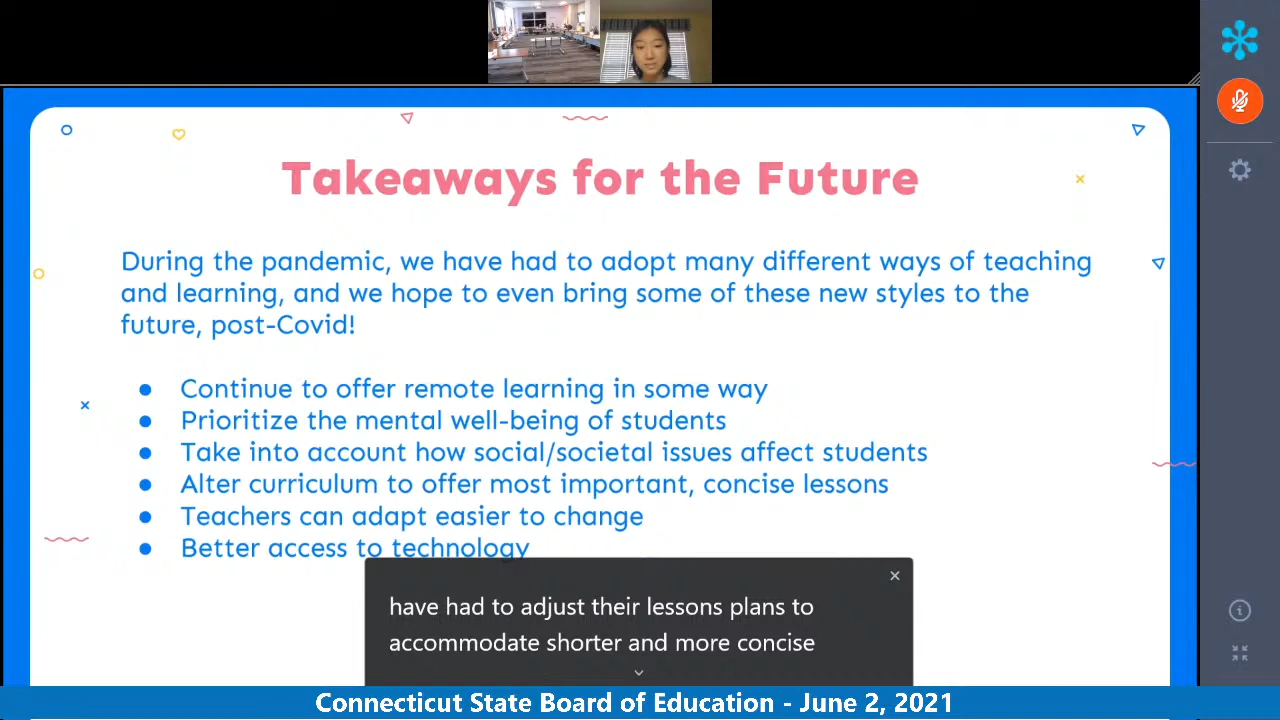 Takeaways for the Future
During the pandemic, we have had to adopt many different ways of teaching
and learning, and we hope to even bring some of these new styles to the
future, post-Covid!
● Continue to offer remote learning in some way
● Prioritize the mental well-being of students
● Take into account how social/societal issues affect students
● Alter curriculum to offer most important, concise lessons
● Teachers can adapt easier to change
● Better access to technology
have had to adjust their lessons plans to
accommodate shorter and more concise
Connecticut State Board of Education - June 2, 2021